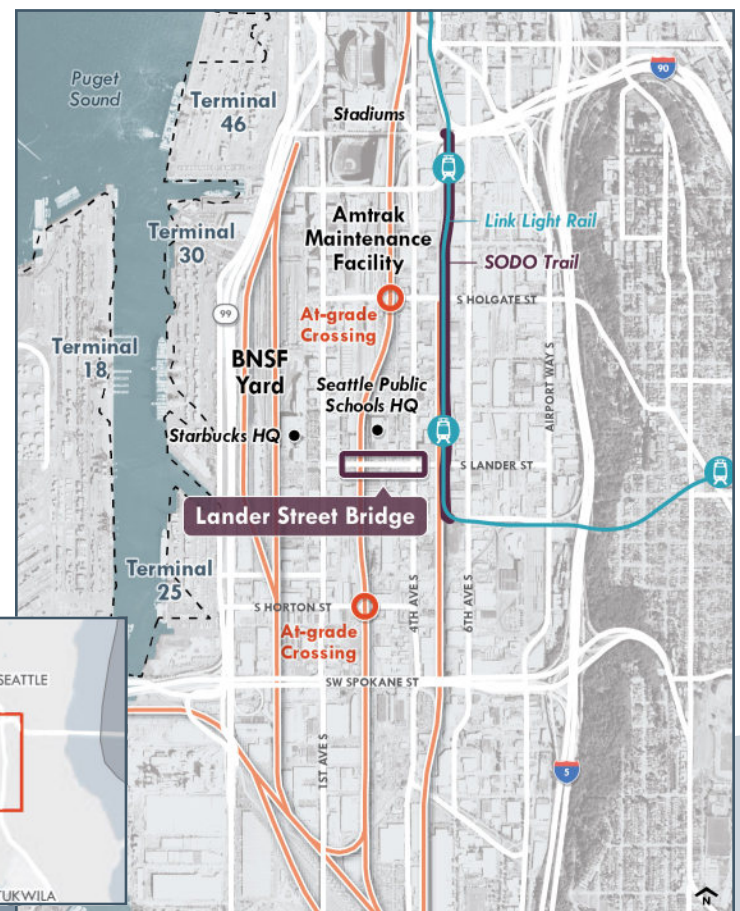 Puget
Sound
Terminal
46
Stadiums
90
Terminal
30
Amtrak
Maintenance
Facility
Link Light Rail
SODO Trail
S HOLGATE ST
99
At-grade
Crossing
Terminal
18
BNSF
Yard
Seattle Public
Schools HQ
AIRPORT WAY S
Starbucks HQ
S LANDER ST
Lander Street Bridge
Terminal
25
S HORTON ST
4TH AVE S
6TH AVE S
At-grade
Crossing
SW SPOKANE ST
SEATTLE
1ST AVE S
5
TUKWILA
N